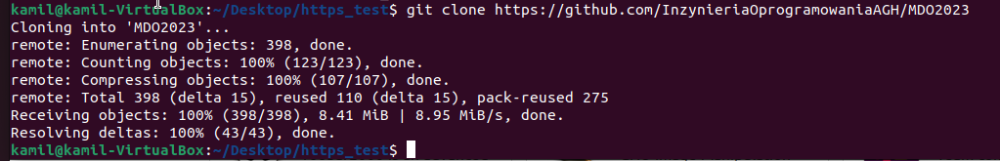 kamil@kamil-VirtualBox:~/Desktop/https_test$ git clone https://github.com/InzynieriaOprogramowaniaAGH/MDO2023
Cloning into 'MDO2023'...
remote: Enumerating objects: 398, done.
remote: Counting objects: 100% (123/123), done.
remote: Compressing objects: 100% (107/107), done.
remote: Total 398 (delta 15), reused 110 (delta 15), pack-reused 275
Receiving objects: 100% (398/398), 8.41 MiB | 8.95 MiB/s, done.
Resolving deltas: 100% (43/43), done.
kamil@kamil-VirtualBox:~/Desktop/https_test$